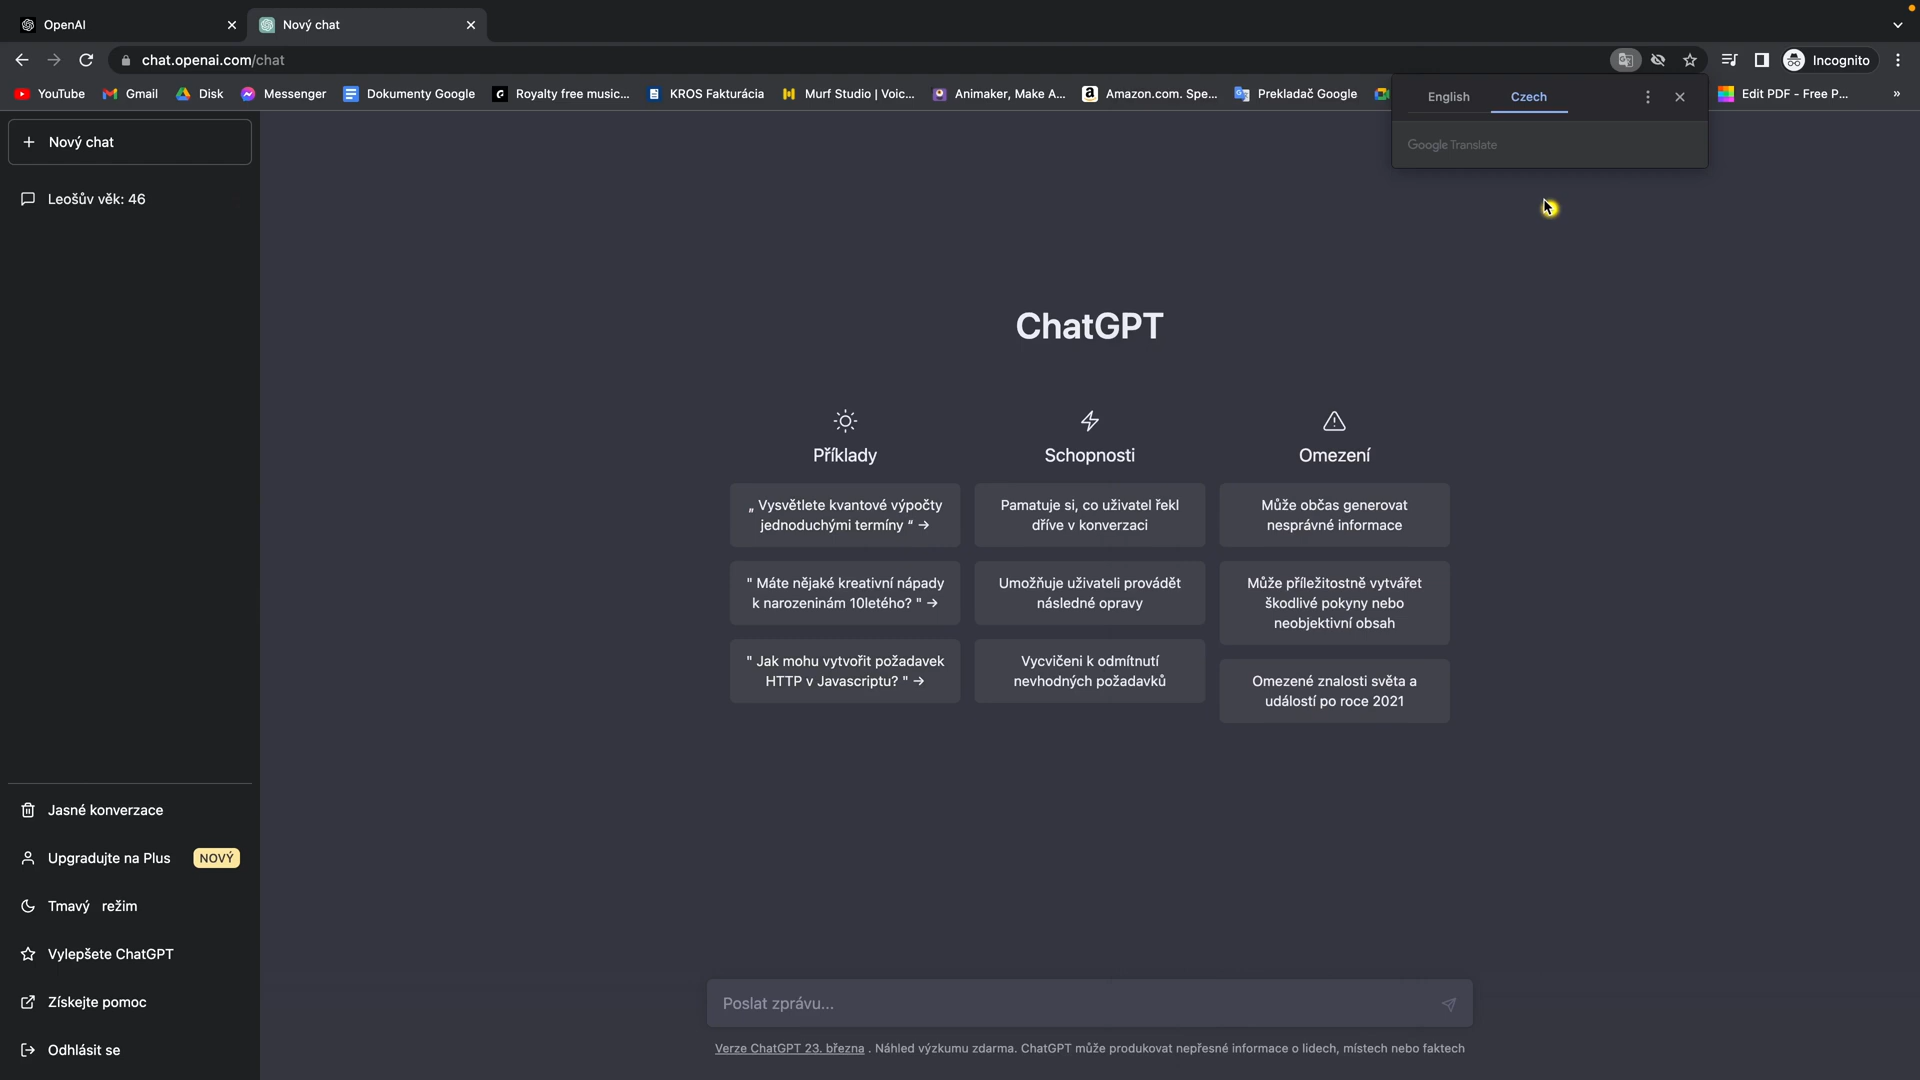 OpenAI
Nový chat
chat.openai.com/chat
Incognito
YouTube
Gmail
Disk
Messenger
Dokumenty Google
Royalty free music...
KROS Fakturácia
Murf Studio | Voic...
Animaker, Make A...
Amazon.com. Spe...
Prekladač Google
Edit PDF - Free P...
»
English
Czech
Google Translate
+ Nový chat
Leošův věk: 46
ChatGPT
Příklady
„ Vysvětlete kvantové výpočty
jednoduchými termíny “ →
" Máte nějaké kreativní nápady
k narozeninám 10letého? " →
" Jak mohu vytvořit požadavek
HTTP v Javascriptu? " →
Schopnosti
Pamatuje si, co uživatel řekl
dříve v konverzaci
Umožňuje uživateli provádět
následné opravy
Vycvičeni k odmítnutí
nevhodných požadavků
Omezení
Může občas generovat
nesprávné informace
Může příležitostně vytvářet
škodlivé pokyny nebo
neobjektivní obsah
Omezené znalosti světa a
událostí po roce 2021
Jasné konverzace
Upgradujte na Plus NOVÝ
Tmavý režim
Vylepšete ChatGPT
Získejte pomoc
Odhlásit se
Poslat zprávu...
Verze ChatGPT 23. března . Náhled výzkumu zdarma. ChatGPT může produkovat nepřesné informace o lidech, místech nebo faktech